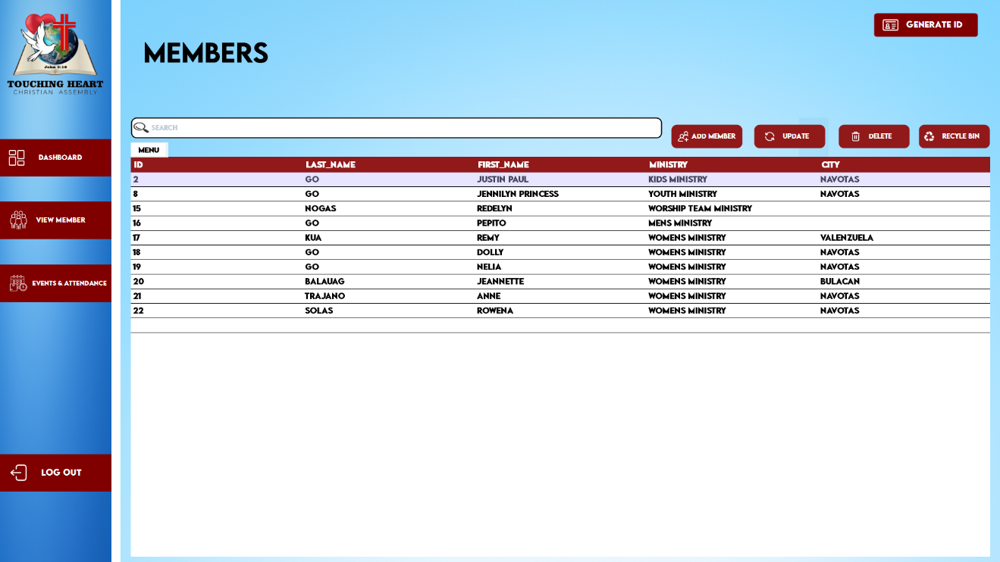 John 3:16
TOUCHING HEART
CHRISTIAN ASSEMBLY
DASHBOARD
VIEW MEMBER
EVENTS & ATTENDANCE
LOG OUT
GENERATE ID
MEMBERS
SEARCH
ADD MEMBER UPDATE DELETE RECYLE BIN
MENU
ID LAST_NAME FIRST_NAME MINISTRY CITY
2 GO JUSTIN PAUL KIDS MINISTRY NAVOTAS
8 GO JENNILYN PRINCESS YOUTH MINISTRY NAVOTAS
15 NOGAS REDELYN WORSHIP TEAM MINISTRY
16 GO PEPITO MENS MINISTRY
17 KUA REMY WOMENS MINISTRY VALENZUELA
18 GO DOLLY WOMENS MINISTRY NAVOTAS
19 GO NELIA WOMENS MINISTRY NAVOTAS
20 BALAUAG JEANNETTE WOMENS MINISTRY BULACAN
21 TRAJANO ANNE WOMENS MINISTRY NAVOTAS
22 SOLAS ROWENA WOMENS MINISTRY NAVOTAS